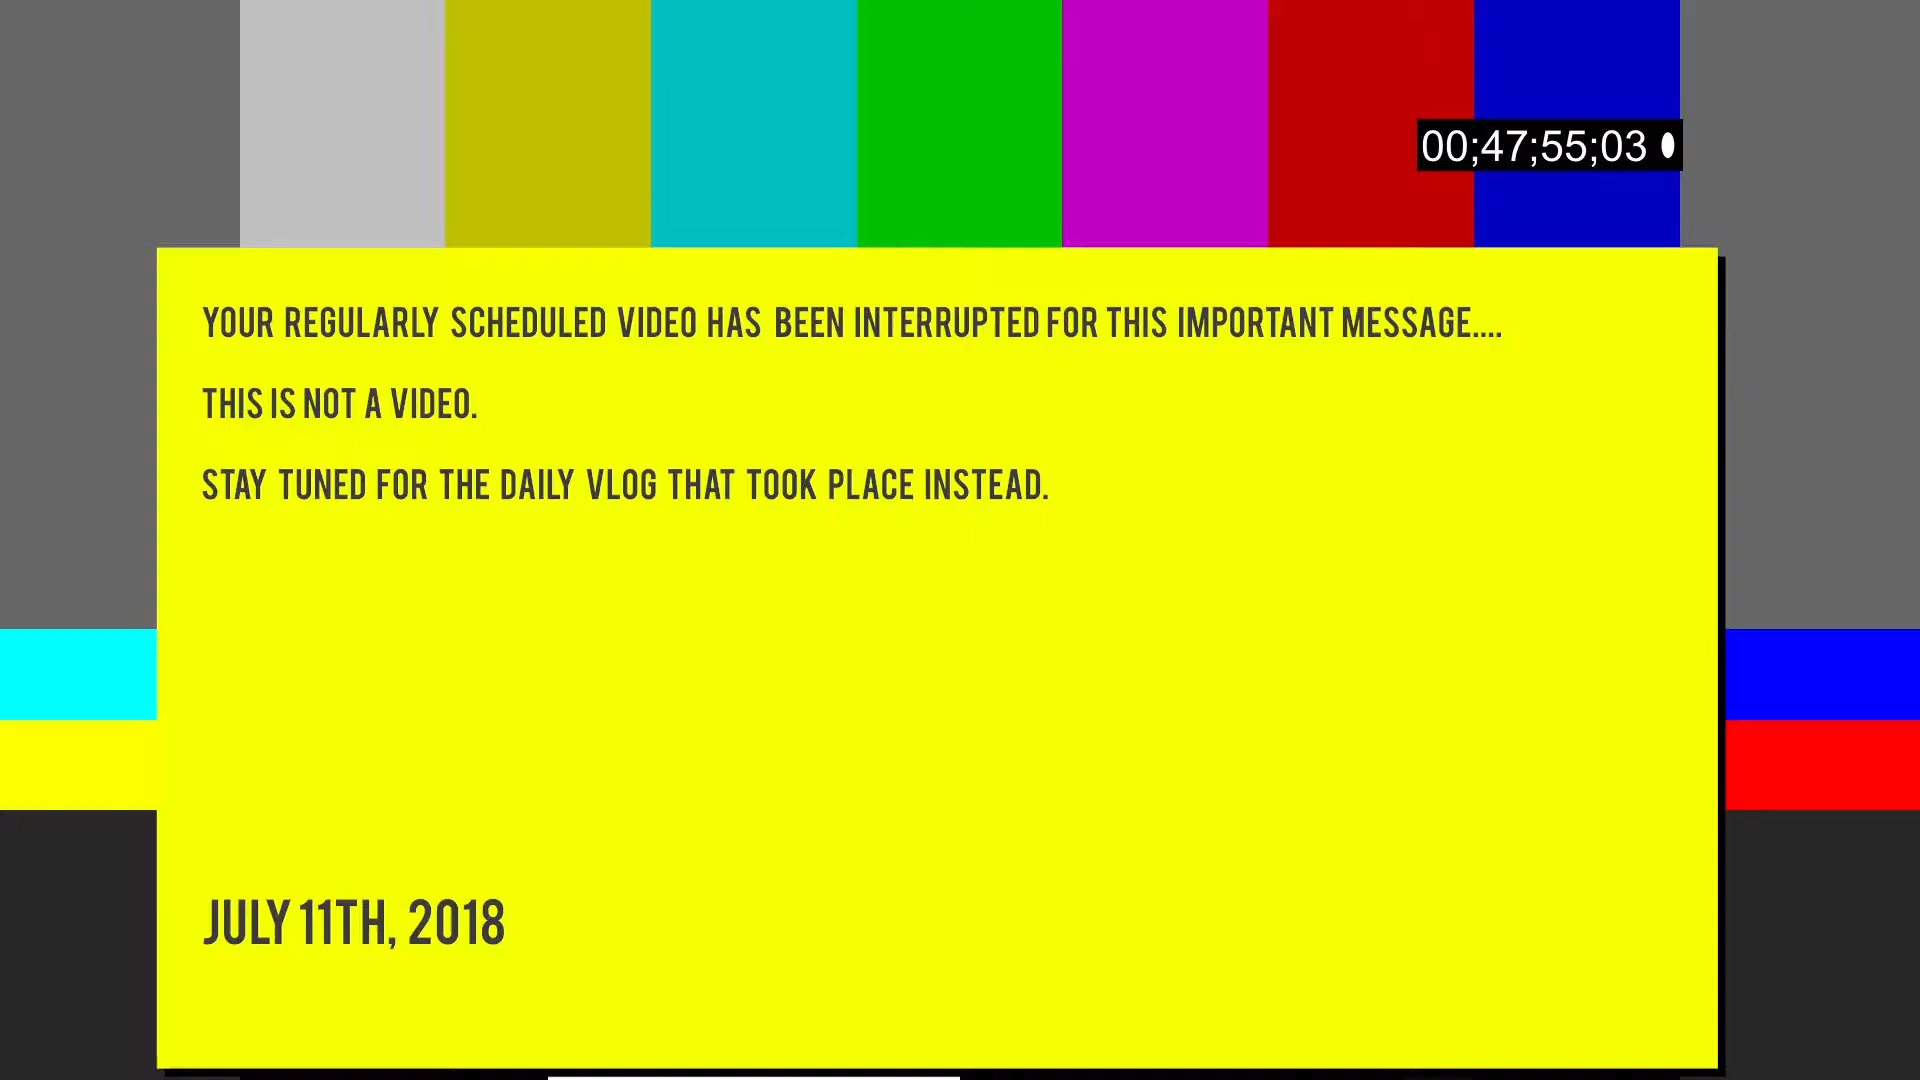 00;47;55;03
YOUR REGULARLY SCHEDULED VIDEO HAS BEEN INTERRUPTED FOR THIS IMPORTANT MESSAGE....
THIS IS NOT A VIDEO.
STAY TUNED FOR THE DAILY VLOG THAT TOOK PLACE INSTEAD.
JULY 11TH, 2018